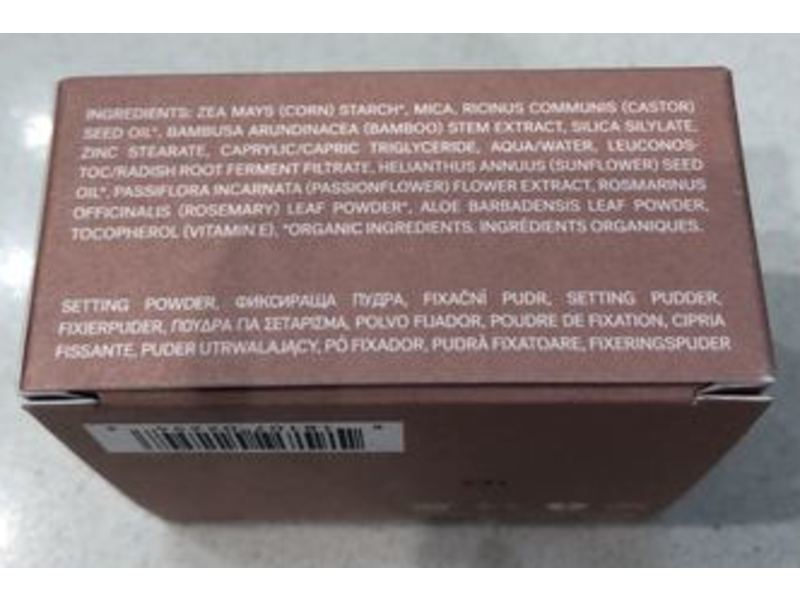 INGREDIENTS: ZEA MAYS (CORN) STARCH*, MICA, RICINUS COMMUNIS (CASTOR)
SEED OIL*, BAMBUSA ARUNDINACEA (BAMBOO) STEM EXTRACT, SILICA SILYLATE,
ZINC STEARATE, CAPRYLIC/CAPRIC TRIGLYCERIDE, AQUA/WATER, LEUCONOS-
TOC/RADISH ROOT FERMENT FILTRATE, HELIANTHUS ANNUUS (SUNFLOWER) SEED
OIL*, PASSIFLORA INCARNATA (PASSIONFLOWER) FLOWER EXTRACT, ROSMARINUS
OFFICINALIS (ROSEMARY) LEAF POWDER*, ALOE BARBADENSIS LEAF POWDER,
TOCOPHEROL (VITAMIN E), *ORGANIC INGREDIENTS, INGRÉDIENTS ORGANIQUES.
SETTING POWDER, ФИКСИРАЩА ПУДРА, FIXAČNÍ PUDR, SETTING PUDDER,
FIXIERPUDER, ΠΟΥΔΡΑ ΓΙΑ ΣΕΤΑΡΙΣΜΑ, POLVO FIJADOR, POUDRE DE FIXATION, CIPRIA
FISSANTE, PUDER UTRWALAJĄCY, PÓ FIXADOR, PUDRĂ FIXATOARE, FIXERINGSPUDER